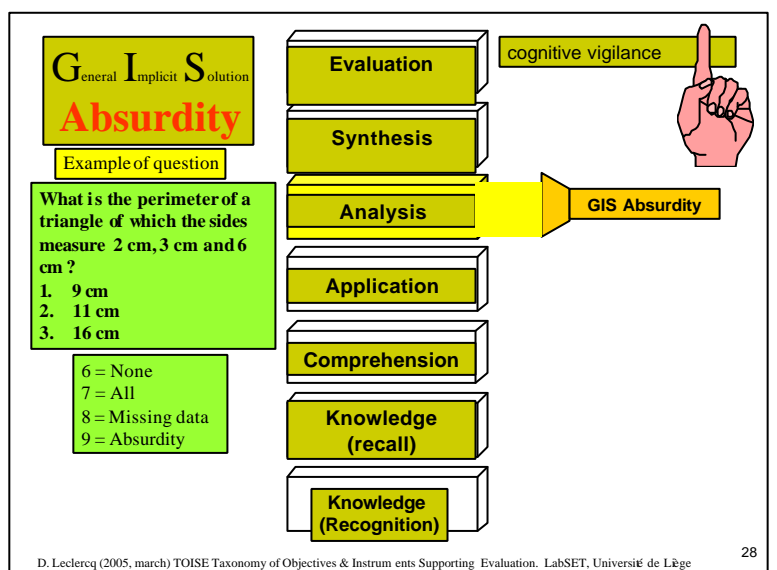 General Implicit Solution
Absurdity
Example of question
What is the perimeter of a
triangle of which the sides
measure 2 cm, 3 cm and 6
cm ?
1. 9 cm
2. 11 cm
3. 16 cm
6 = None
7 = All
8 = Missing data
9 = Absurdity
Evaluation
Synthesis
Analysis
Application
Comprehension
Knowledge
(recall)
Knowledge
(Recognition)
cognitive vigilance
GIS Absurdity
D. Leclercq (2005, march) TOISE Taxonomy of Objectives & Instrum ents Supporting Evaluation. LabSET, Université de Liège
28